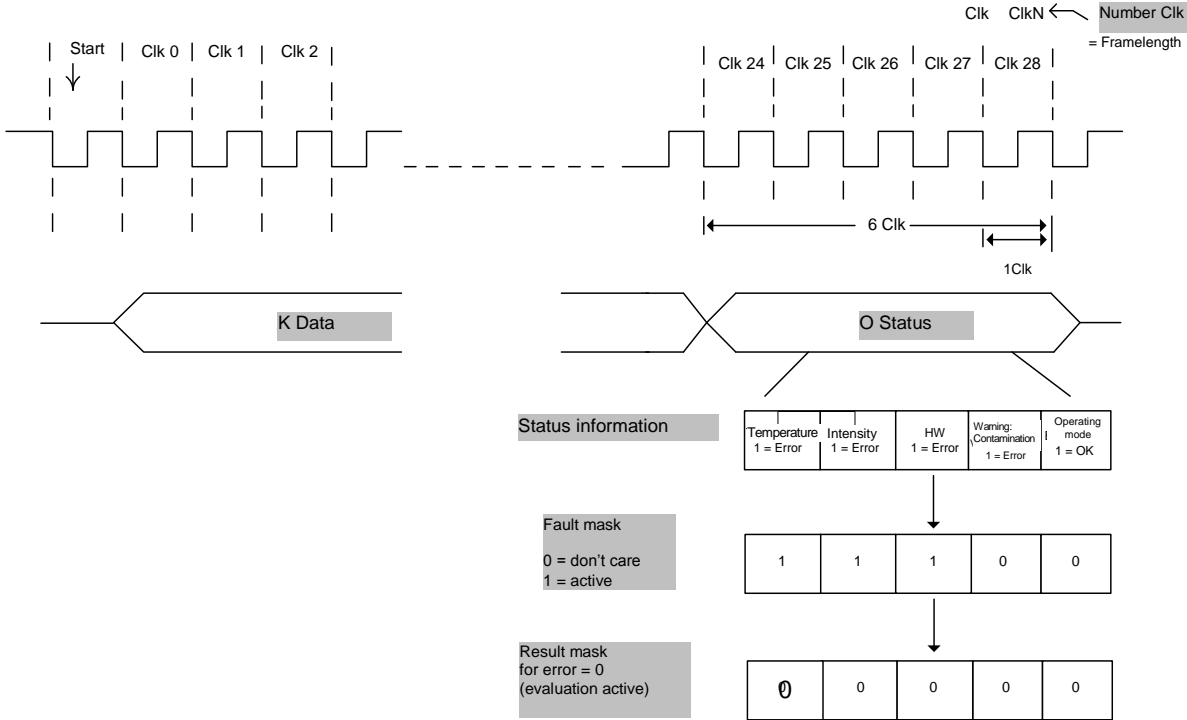 Clk ClkN Number Clk
= Framelength
Start Clk 0 Clk 1 Clk 2
Clk 24 Clk 25 Clk 26 Clk 27 Clk 28
6 Clk
1Clk
K Data
O Status
Status information
Temperature
1 = Error
Intensity
1 = Error
HW
1 = Error
Warning:
Contamination
1 = Error
Operating
mode
1 = OK
Fault mask
0 = don't care
1 = active
1 1 1 0 0
Result mask
for error = 0
(evaluation active)
0 0 0 0 0